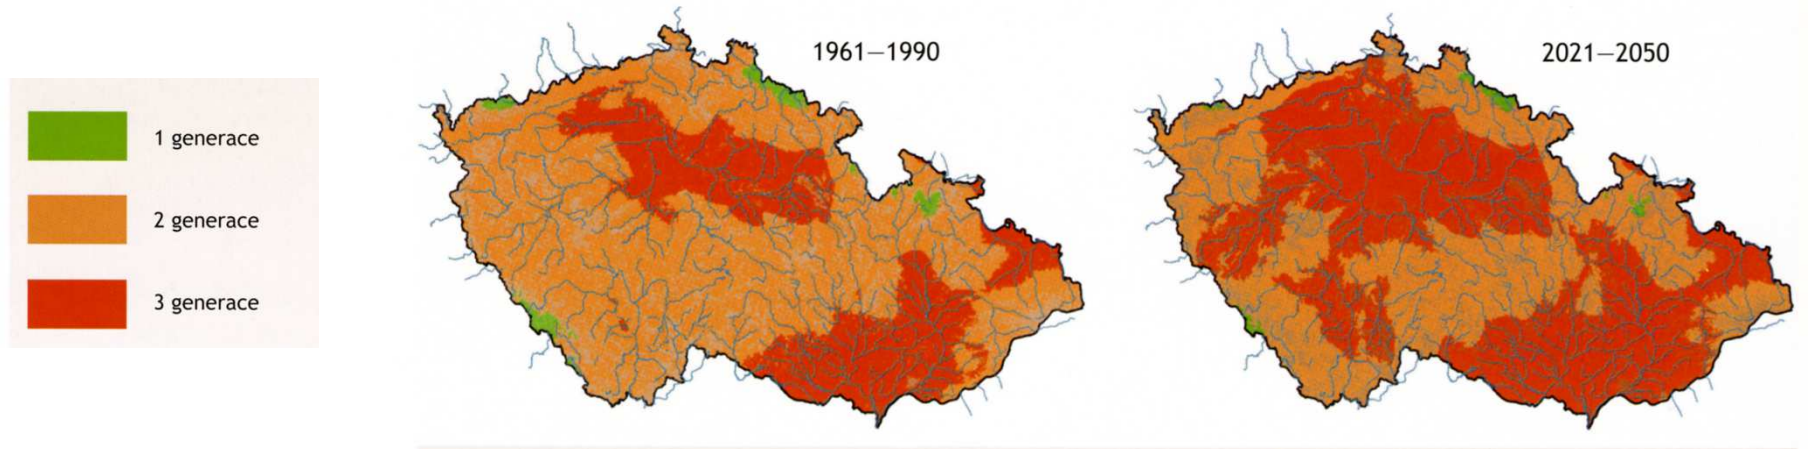 1 generace
2 generace
3 generace
1961–1990
2021–2050